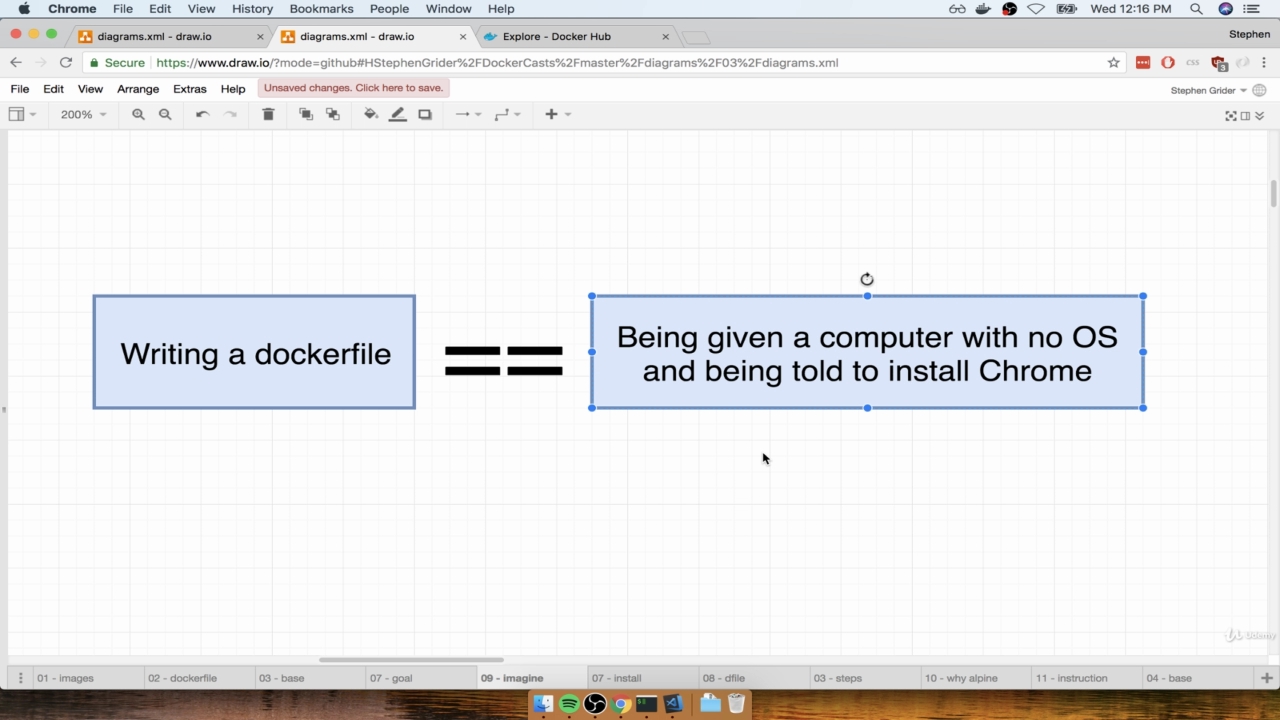 Chrome File Edit View History Bookmarks People Window Help Wed 12:16 PM
diagrams.xml - draw.io diagrams.xml - draw.io Explore - Docker Hub Stephen
Secure https://www.draw.io/?mode=github#HStephenGrider%2FDockerCasts%2Fmaster%2Fdiagrams%2F03%2Fdiagrams.xml css 3
File Edit View Arrange Extras Help Unsaved changes. Click here to save. Stephen Grider
200%
Writing a dockerfile == Being given a computer with no OS
and being told to install Chrome
Udemy
01 - images 02 - dockerfile 03 - base 07 - goal 09 - imagine 07 - install 08 - dfile 03 - steps 10 - why alpine 11 - instruction 04 - base